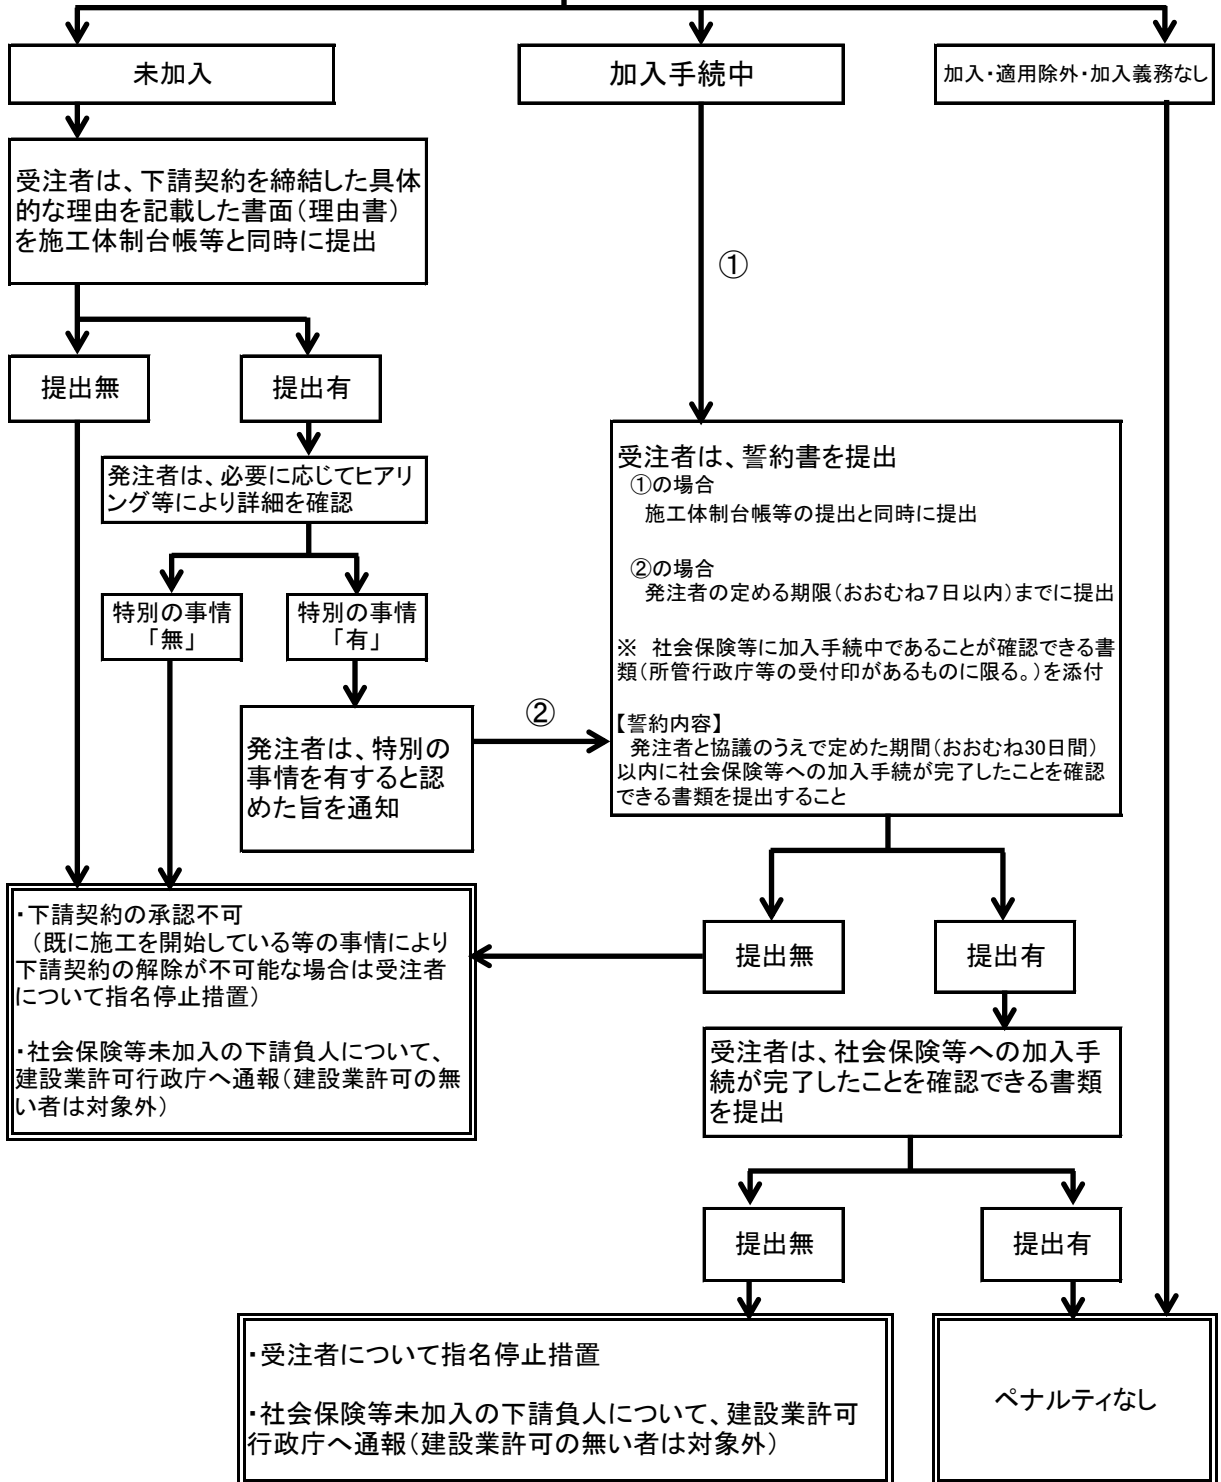 未加入
加入手続中
加入・適用除外・加入義務なし
受注者は、下請契約を締結した具体
的な理由を記載した書面(理由書)
を施工体制台帳等と同時に提出
①
提出無
提出有
発注者は、必要に応じてヒアリ
ング等により詳細を確認
特別の事情
「無」
特別の事情
「有」
発注者は、特別の
事情を有すると認
めた旨を通知
②
受注者は、誓約書を提出
①の場合
施工体制台帳等の提出と同時に提出
②の場合
発注者の定める期限(おおむね7日以内)までに提出
※ 社会保険等に加入手続中であることが確認できる書
類(所管行政庁等の受付印があるものに限る。)を添付
【誓約内容】
発注者と協議のうえで定めた期間(おおむね30日間)
以内に社会保険等への加入手続が完了したことを確認
できる書類を提出すること
・下請契約の承認不可
(既に施工を開始している等の事情により
下請契約の解除が不可能な場合は受注者
について指名停止措置)
・社会保険等未加入の下請負人について、
建設業許可行政庁へ通報(建設業許可の無
い者は対象外)
提出無
提出有
受注者は、社会保険等への加入手
続が完了したことを確認できる書類
を提出
提出無
提出有
・受注者について指名停止措置
・社会保険等未加入の下請負人について、建設業許可
行政庁へ通報(建設業許可の無い者は対象外)
ペナルティなし